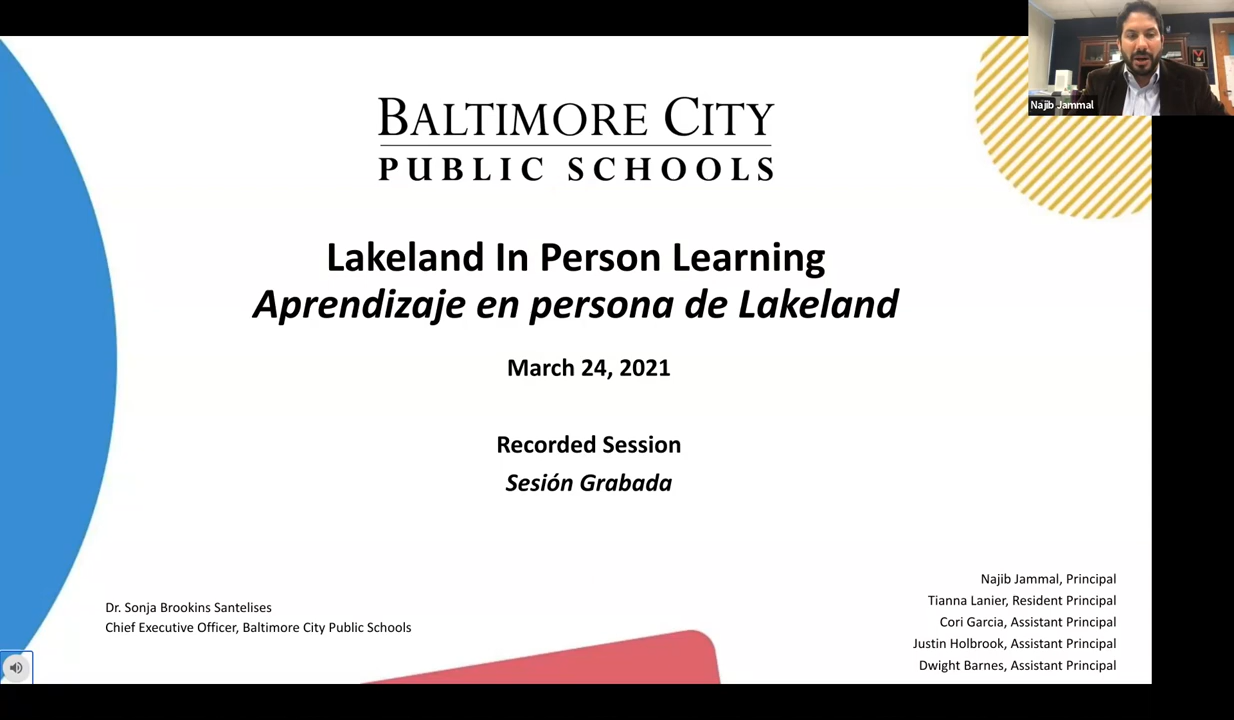 Najib Jammal
BALTIMORE CITY
PUBLIC SCHOOLS
Lakeland In Person Learning
Aprendizaje en persona de Lakeland
March 24, 2021
Recorded Session
Sesión Grabada
Dr. Sonja Brookins Santelises
Chief Executive Officer, Baltimore City Public Schools
Najib Jammal, Principal
Tianna Lanier, Resident Principal
Cori Garcia, Assistant Principal
Justin Holbrook, Assistant Principal
Dwight Barnes, Assistant Principal